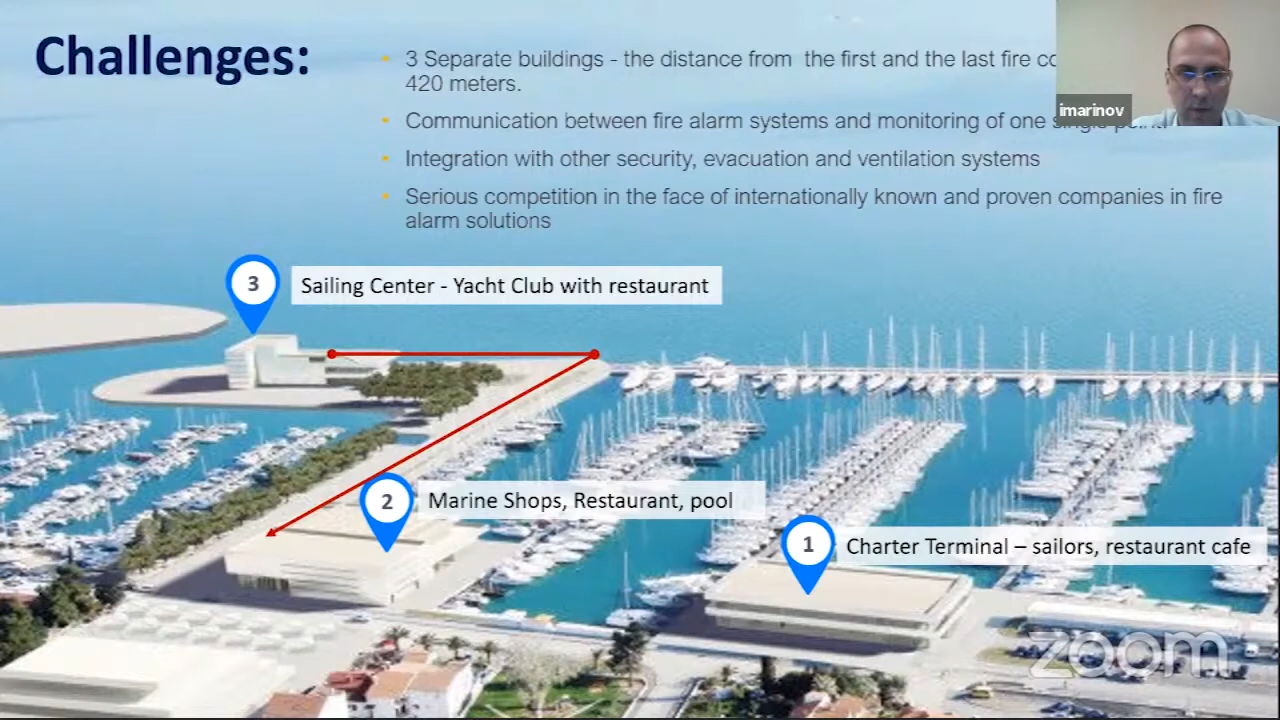 Challenges:
3 Separate buildings - the distance from the first and the last fire
420 meters.
Communication between fire alarm systems and monitoring of one
Integration with other security, evacuation and ventilation systems
Serious competition in the face of internationally known and proven companies in fire
alarm solutions
imarinov
3
Sailing Center - Yacht Club with restaurant
2
Marine Shops, Restaurant, pool
1
Charter Terminal – sailors, restaurant cafe
zoom